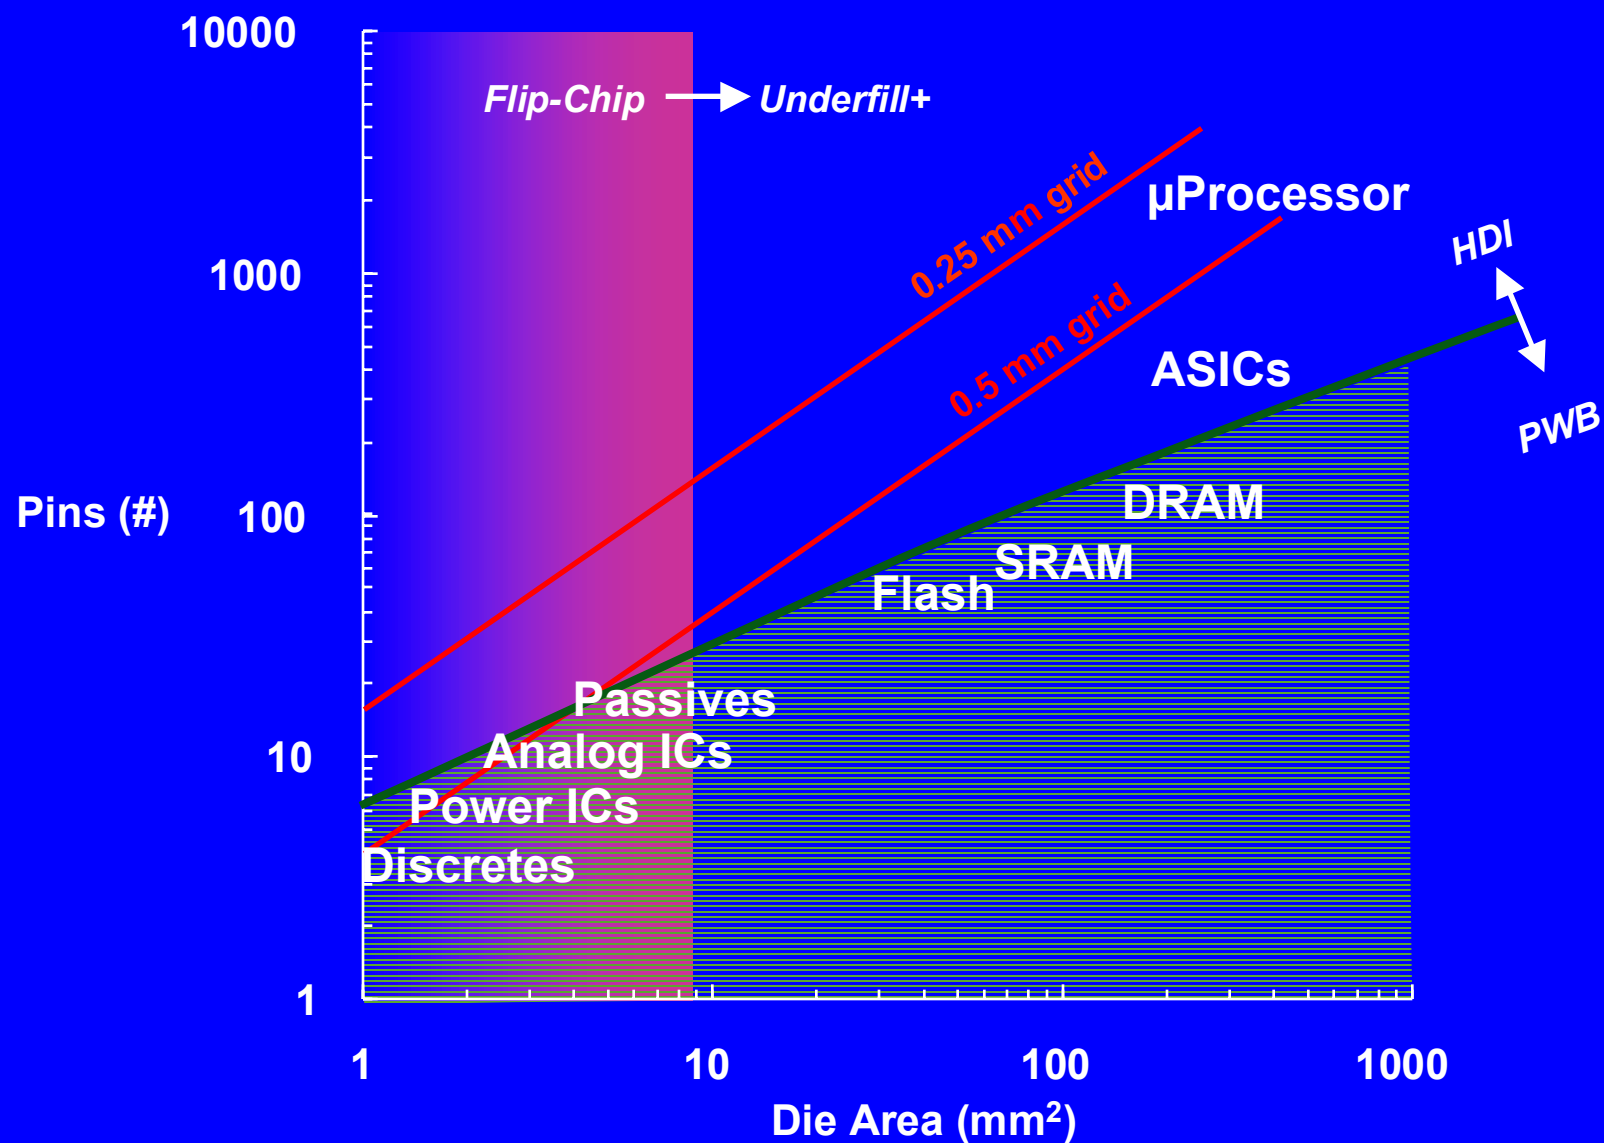 10000
Flip-Chip
Underfill+
0.25 mm grid
µProcessor
HDI
1000
0.5 mm grid
ASICs
PWB
Pins (#)
100
DRAM
SRAM
Flash
Passives
10
Analog ICs
Power ICs
Discretes
1
1
10
100
1000
Die Area (mm²)